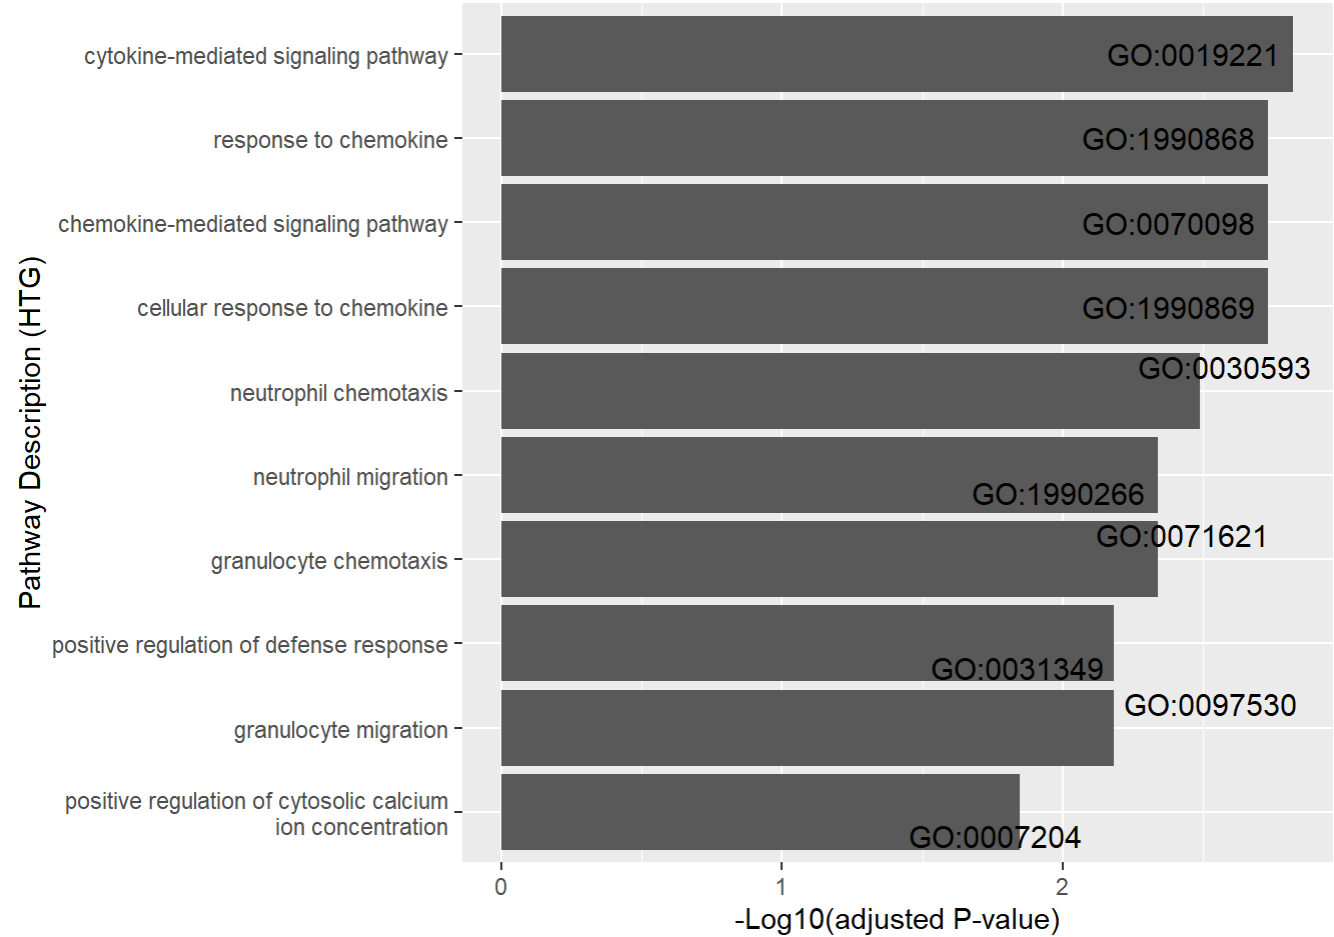 cytokine-mediated signaling pathway
GO:0019221
response to chemokine
GO:1990868
chemokine-mediated signaling pathway
GO:0070098
cellular response to chemokine
GO:1990869
neutrophil chemotaxis
GO:0030593
neutrophil migration
GO:1990266
granulocyte chemotaxis
GO:0071621
positive regulation of defense response
GO:0031349
granulocyte migration
GO:0097530
positive regulation of cytosolic calcium
ion concentration
GO:0007204
Pathway Description (HTG)
0
1
2
-Log10(adjusted P-value)